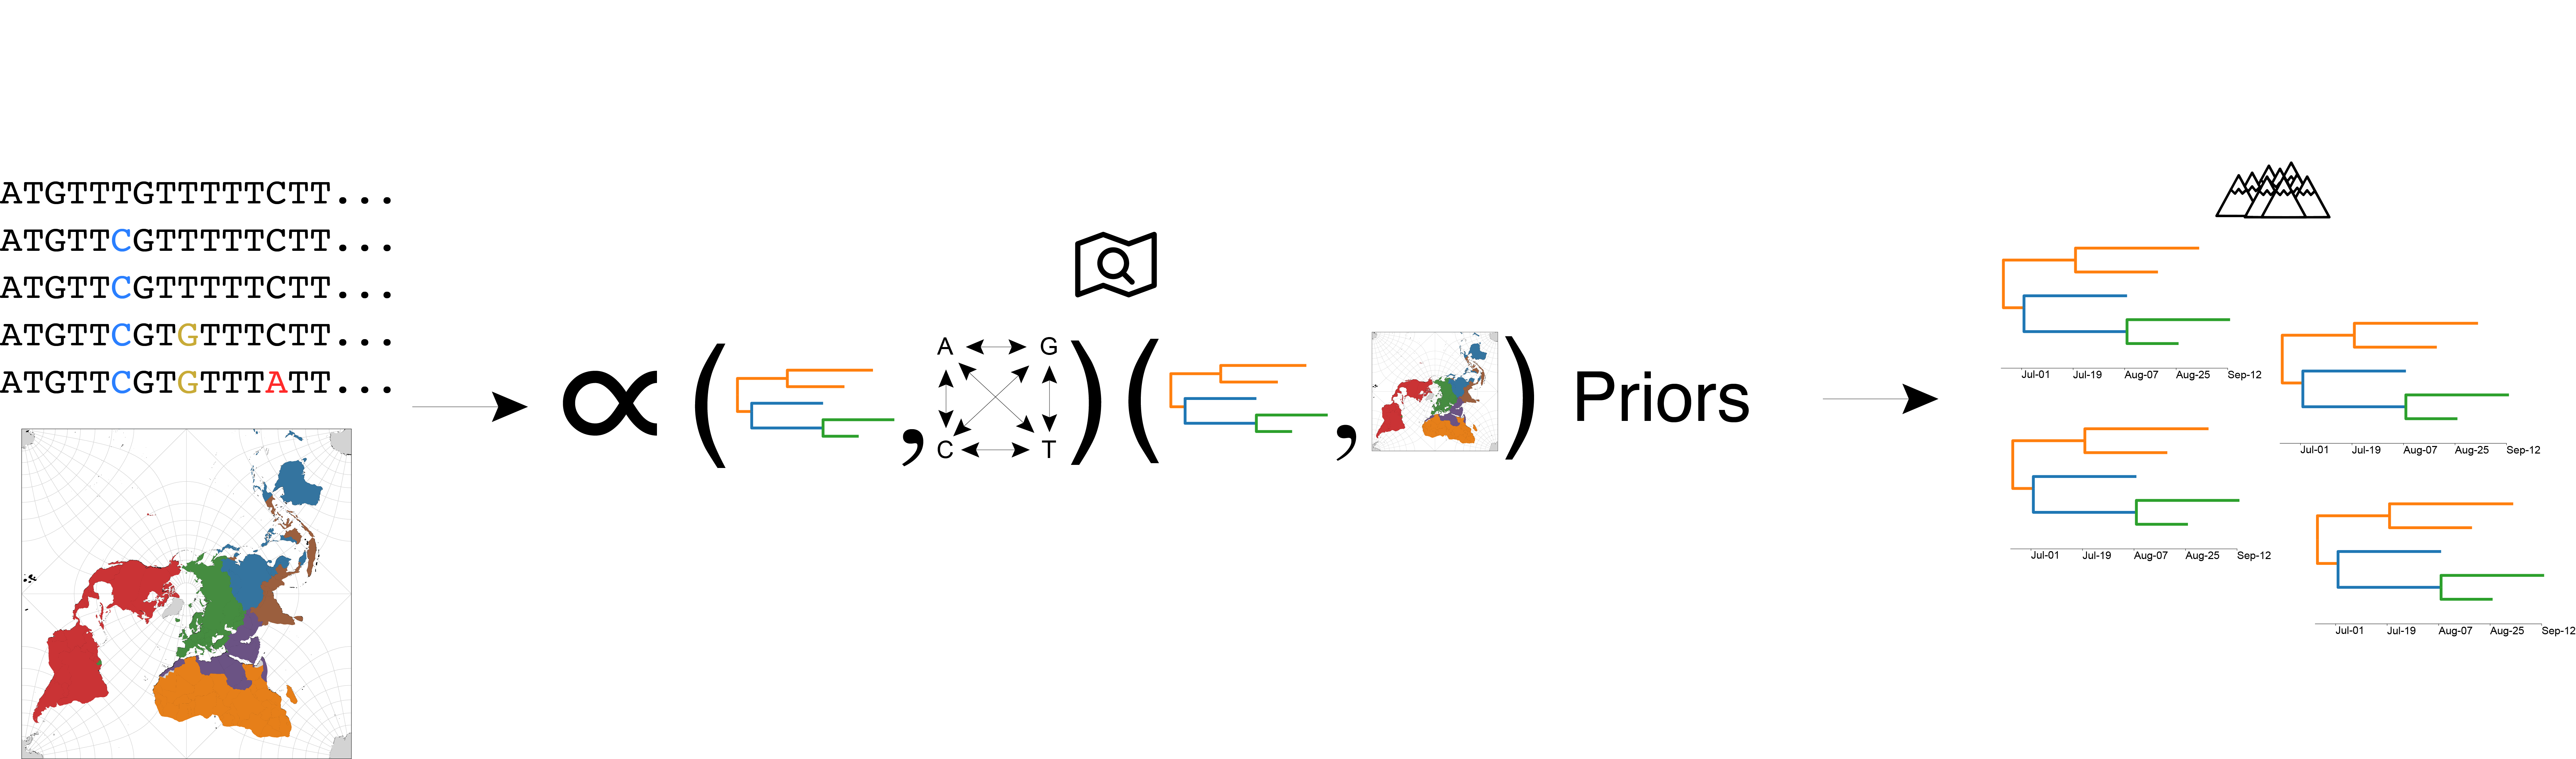 ATGTTTGTTTTTCTT...
ATGTTCGTTTTTCTT...
ATGTTCGTTTTTCTT...
ATGTTCGTGTTTCTT...
ATGTTCGTGTTTATT...
∝ ( , A G C T ) ( , ) Priors
Jul-01 Jul-19 Aug-07 Aug-25 Sep-12
Jul-01 Jul-19 Aug-07 Aug-25 Sep-12
Jul-01 Jul-19 Aug-07 Aug-25 Sep-12
Jul-01 Jul-19 Aug-07 Aug-25 Sep-12